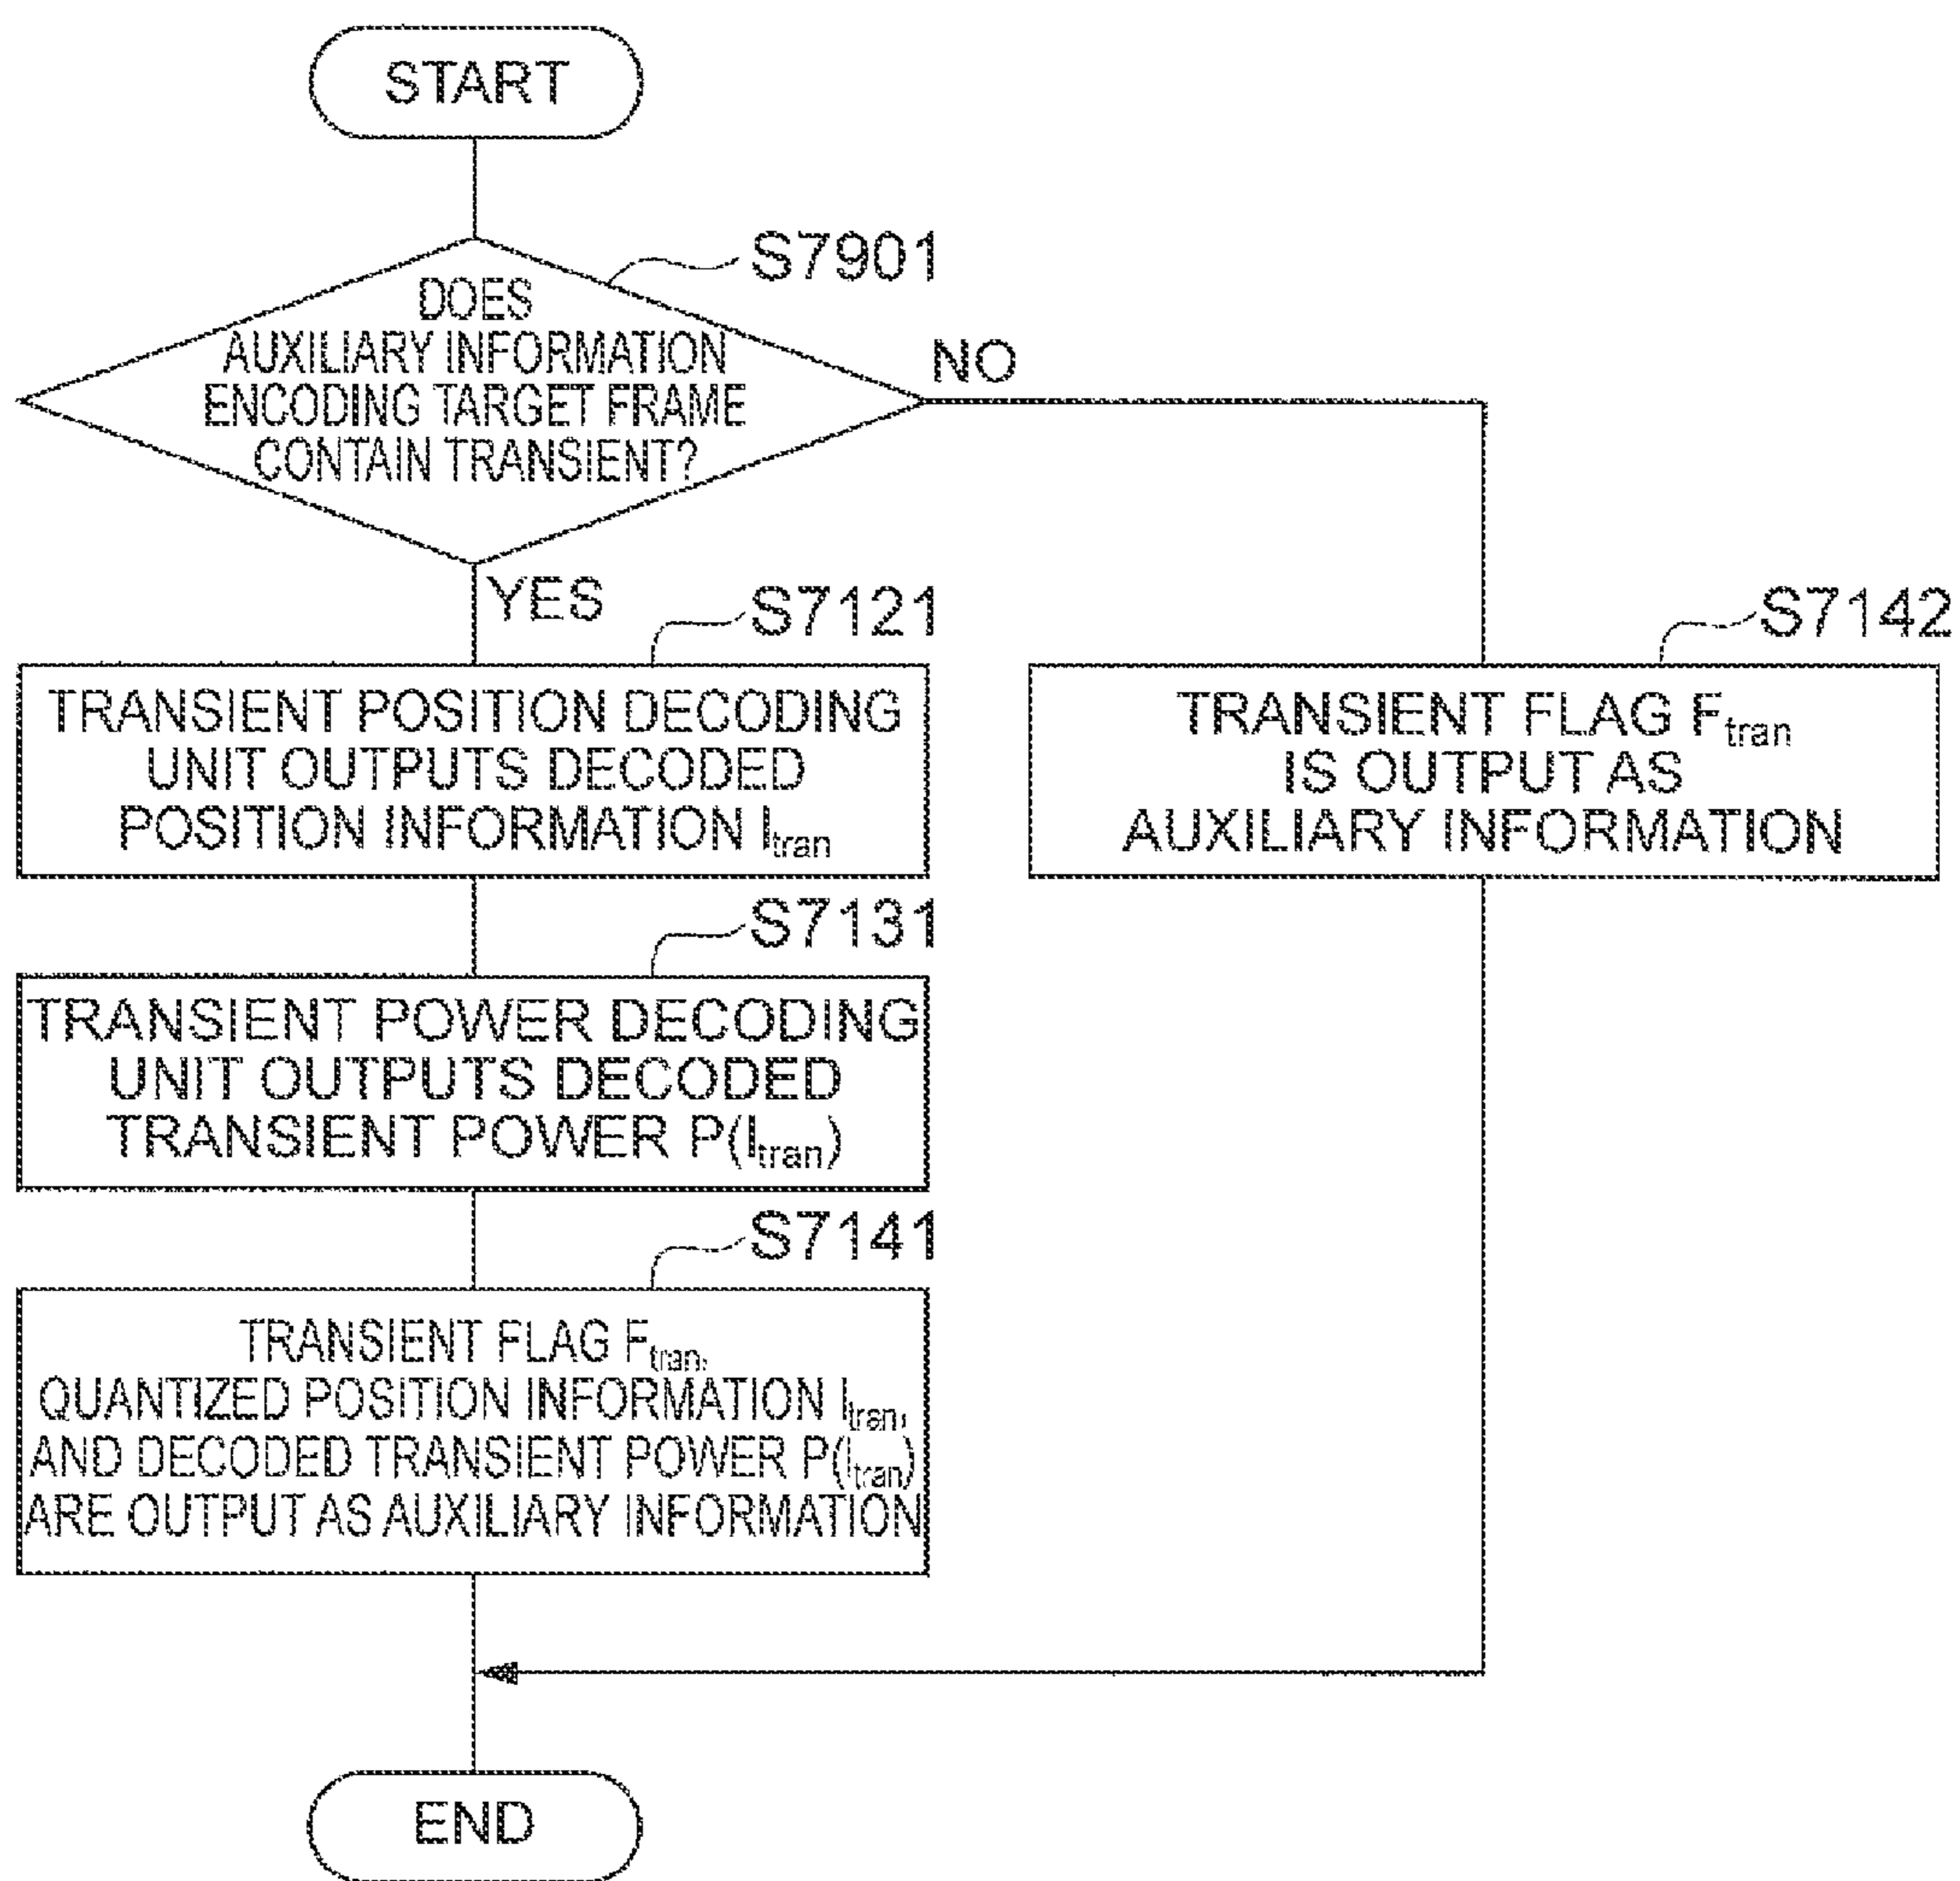 START
S7901
DOES
AUXILIARY INFORMATION
ENCODING TARGET FRAME
CONTAIN TRANSIENT?
NO
YES
S7121
TRANSIENT POSITION DECODING
UNIT OUTPUTS DECODED
POSITION INFORMATION Itran
S7142
TRANSIENT FLAG Ftran
IS OUTPUT AS
AUXILIARY INFORMATION
S7131
TRANSIENT POWER DECODING
UNIT OUTPUTS DECODED
TRANSIENT POWER P(Itran)
S7141
TRANSIENT FLAG Ftran,
QUANTIZED POSITION INFORMATION Itran,
AND DECODED TRANSIENT POWER P(Itran)
ARE OUTPUT AS AUXILIARY INFORMATION
END